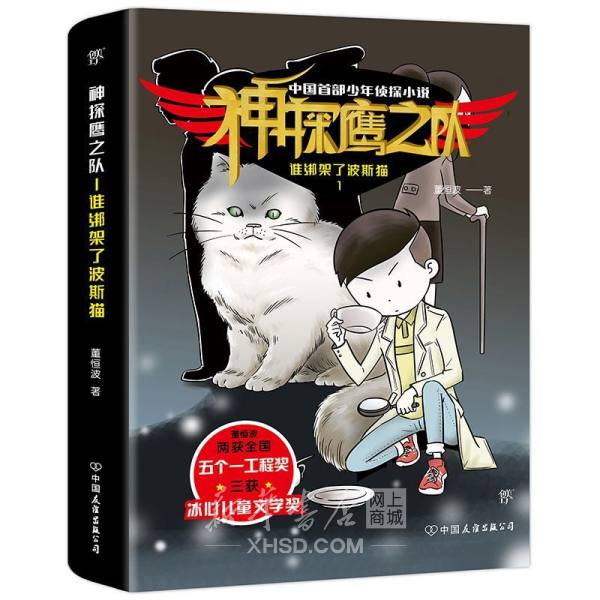 中国首部少年侦探小说
神探鹰之队
谁绑架了波斯猫
1
董恒波 — 著
董恒波
两获全国
五个一工程奖
三获
冰心儿童文学奖
中国友谊出版公司
神探鹰之队1谁绑架了波斯猫
董恒波 著
中国友谊出版公司
新华书店
网上
商城
XHSD.COM